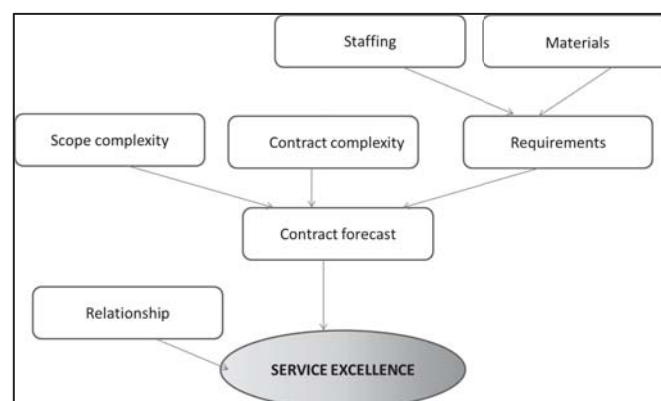 Staffing
Materials
Scope complexity
Contract complexity
Requirements
Contract forecast
Relationship
SERVICE EXCELLENCE